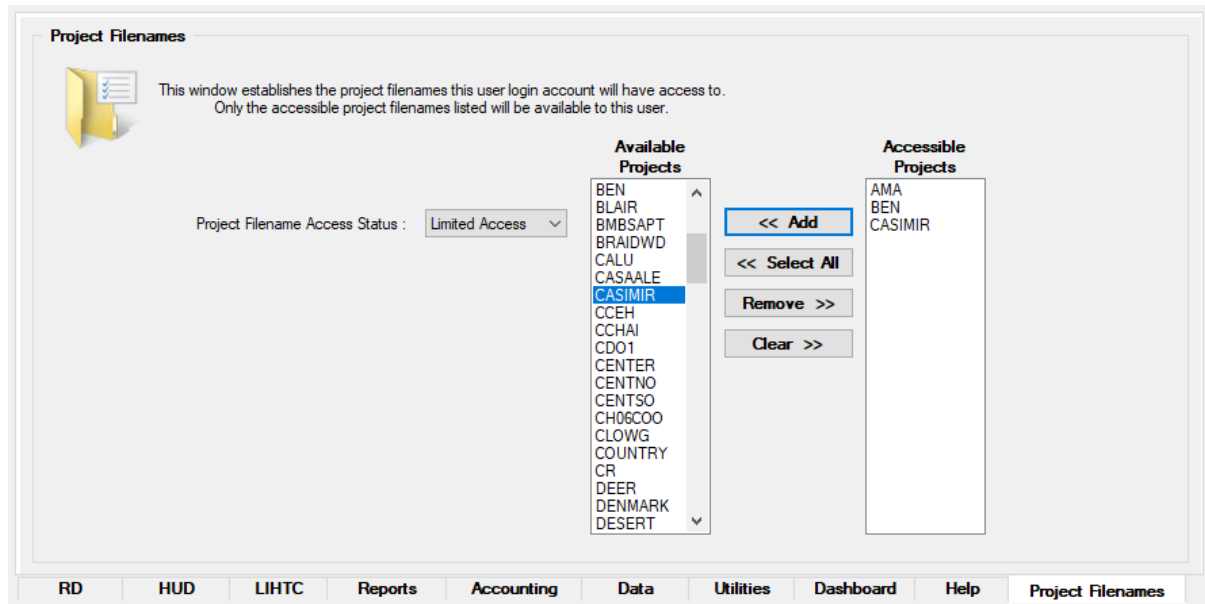 Project Filenames
This window establishes the project filenames this user login account will have access to.
Only the accessible project filenames listed will be available to this user.
Project Filename Access Status :
Limited Access
Available
Projects
BEN
BLAIR
BMBSAPT
BRAIDWD
CALU
CASAALE
CASIMIR
CCEH
CCHAI
CDO1
CENTER
CENTNO
CENTSO
CH06COO
CLOWG
COUNTRY
CR
DEER
DENMARK
DESERT
<< Add
<< Select All
Remove >>
Clear >>
Accessible
Projects
AMA
BEN
CASIMIR
RD HUD LIHTC Reports Accounting Data Utilities Dashboard Help Project Filenames